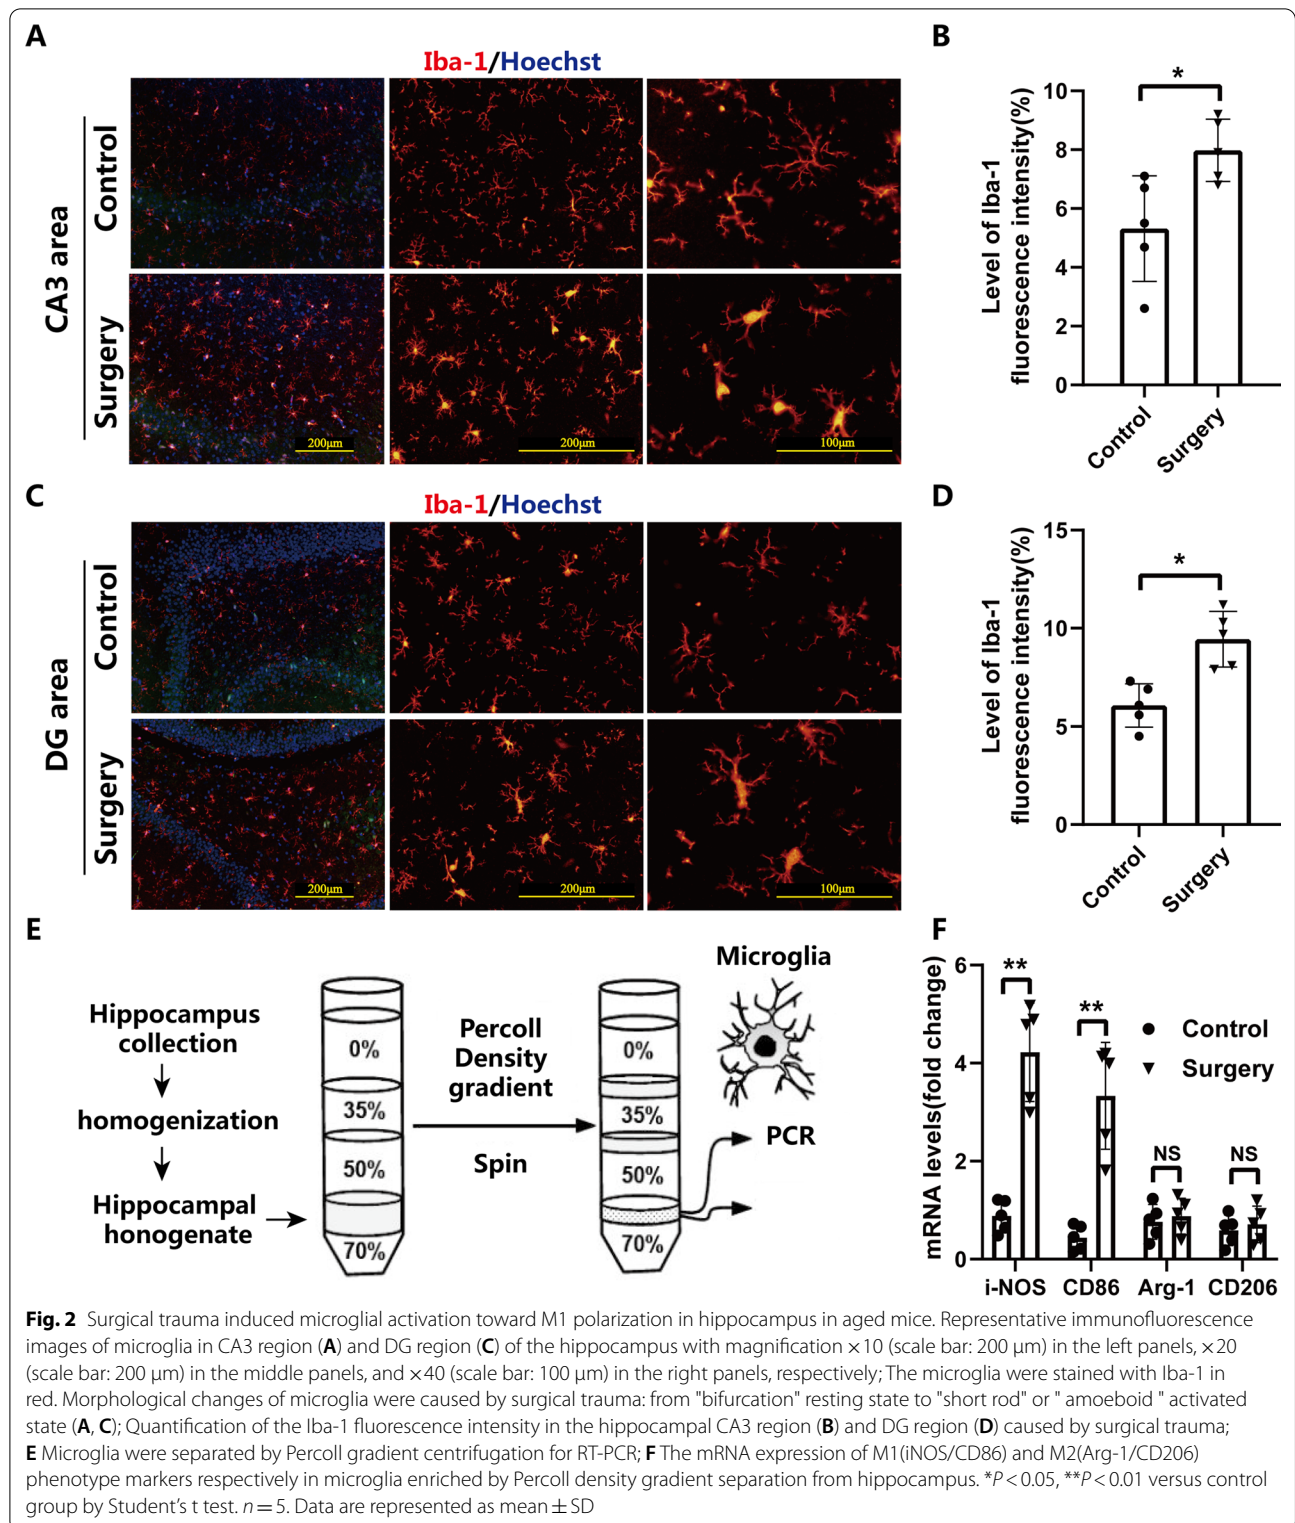 A
Iba-1/Hoechst
CA3 area
Control
Surgery
200μm
200μm
100μm
B
Level of Iba-1
fluorescence intensity(%)
10
8
6
4
2
0
*
Control
Surgery
C
Iba-1/Hoechst
DG area
Control
Surgery
200μm
200μm
100μm
D
Level of Iba-1
fluorescence intensity(%)
15
10
5
0
*
Control
Surgery
E
Hippocampus
collection
homogenization
Hippocampal
honogenate
0%
35%
50%
70%
Percoll
Density
gradient
Spin
0%
35%
50%
70%
Microglia
PCR
F
mRNA levels(fold change)
6
4
2
0
**
**
NS
NS
Control
Surgery
i-NOS
CD86
Arg-1
CD206
Fig. 2 Surgical trauma induced microglial activation toward M1 polarization in hippocampus in aged mice. Representative immunofluorescence
images of microglia in CA3 region (A) and DG region (C) of the hippocampus with magnification ×10 (scale bar: 200 μm) in the left panels, ×20
(scale bar: 200 μm) in the middle panels, and ×40 (scale bar: 100 μm) in the right panels, respectively; The microglia were stained with Iba-1 in
red. Morphological changes of microglia were caused by surgical trauma: from "bifurcation" resting state to "short rod" or " amoeboid " activated
state (A, C); Quantification of the Iba-1 fluorescence intensity in the hippocampal CA3 region (B) and DG region (D) caused by surgical trauma;
E Microglia were separated by Percoll gradient centrifugation for RT-PCR; F The mRNA expression of M1(iNOS/CD86) and M2(Arg-1/CD206)
phenotype markers respectively in microglia enriched by Percoll density gradient separation from hippocampus. *P < 0.05, **P < 0.01 versus control
group by Student's t test. n = 5. Data are represented as mean ± SD